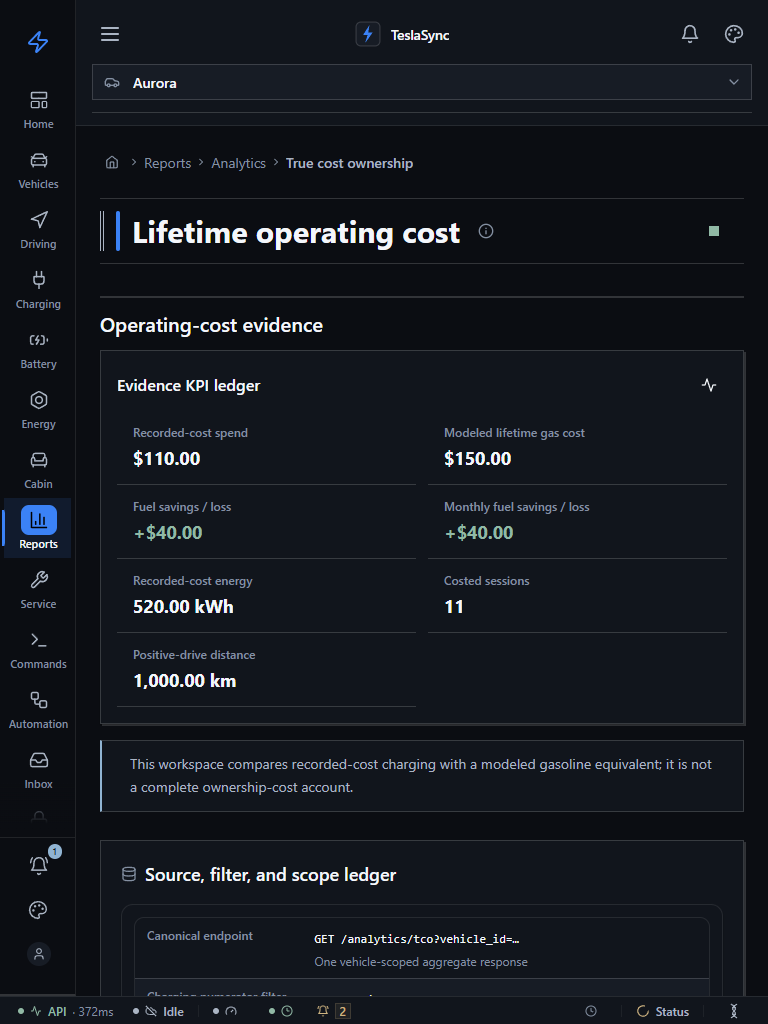 TeslaSync
Aurora
Home
Vehicles
Driving
Charging
Battery
Energy
Cabin
Reports
Service
Commands
Automation
Inbox
1
Reports > Analytics > True cost ownership
Lifetime operating cost
Operating-cost evidence
Evidence KPI ledger
Recorded-cost spend
$110.00
Modeled lifetime gas cost
$150.00
Fuel savings / loss
+$40.00
Monthly fuel savings / loss
+$40.00
Recorded-cost energy
520.00 kWh
Costed sessions
11
Positive-drive distance
1,000.00 km
This workspace compares recorded-cost charging with a modeled gasoline equivalent; it is not
a complete ownership-cost account.
Source, filter, and scope ledger
Canonical endpoint
GET /analytics/tco?vehicle_id=…
One vehicle-scoped aggregate response
API · 372ms
Idle
2
Status